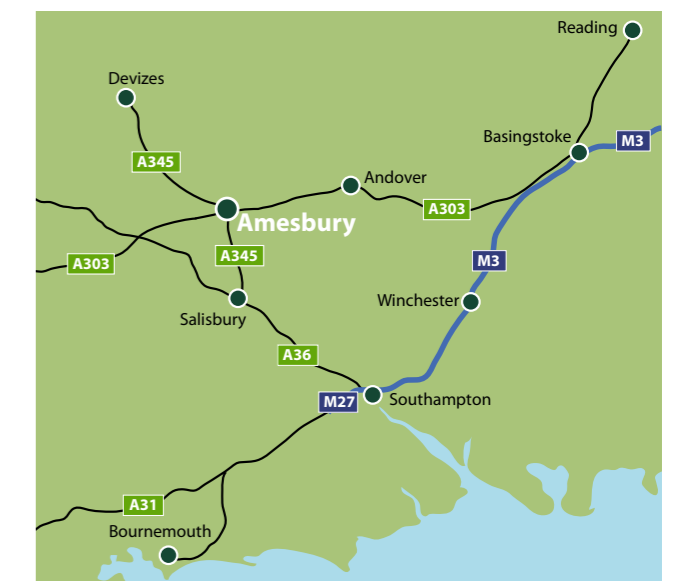 Reading
Devizes
Basingstoke
M3
A345
Andover
A303
Amesbury
A345
A303
M3
Winchester
Salisbury
A36
M27
Southampton
A31
Bournemouth